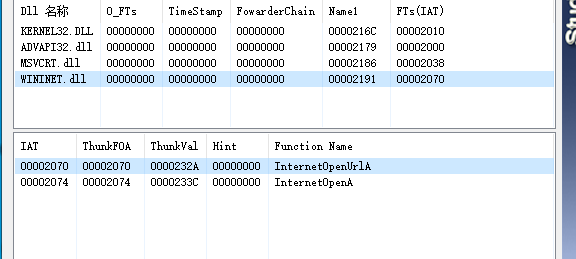 Dll 名称 O_FTs TimeStamp FowarderChain Name1 FTs(IAT)
KERNEL32.DLL 00000000 00000000 00000000 0000216C 00002010
ADVAPI32.dll 00000000 00000000 00000000 00002179 00002000
MSVCRT.dll 00000000 00000000 00000000 00002186 00002038
WININET.dll 00000000 00000000 00000000 00002191 00002070
IAT ThunkFOA ThunkVal Hint Function Name
00002070 00002070 0000232A 00000000 InternetOpenUrlA
00002074 00002074 0000233C 00000000 InternetOpenA
Stu